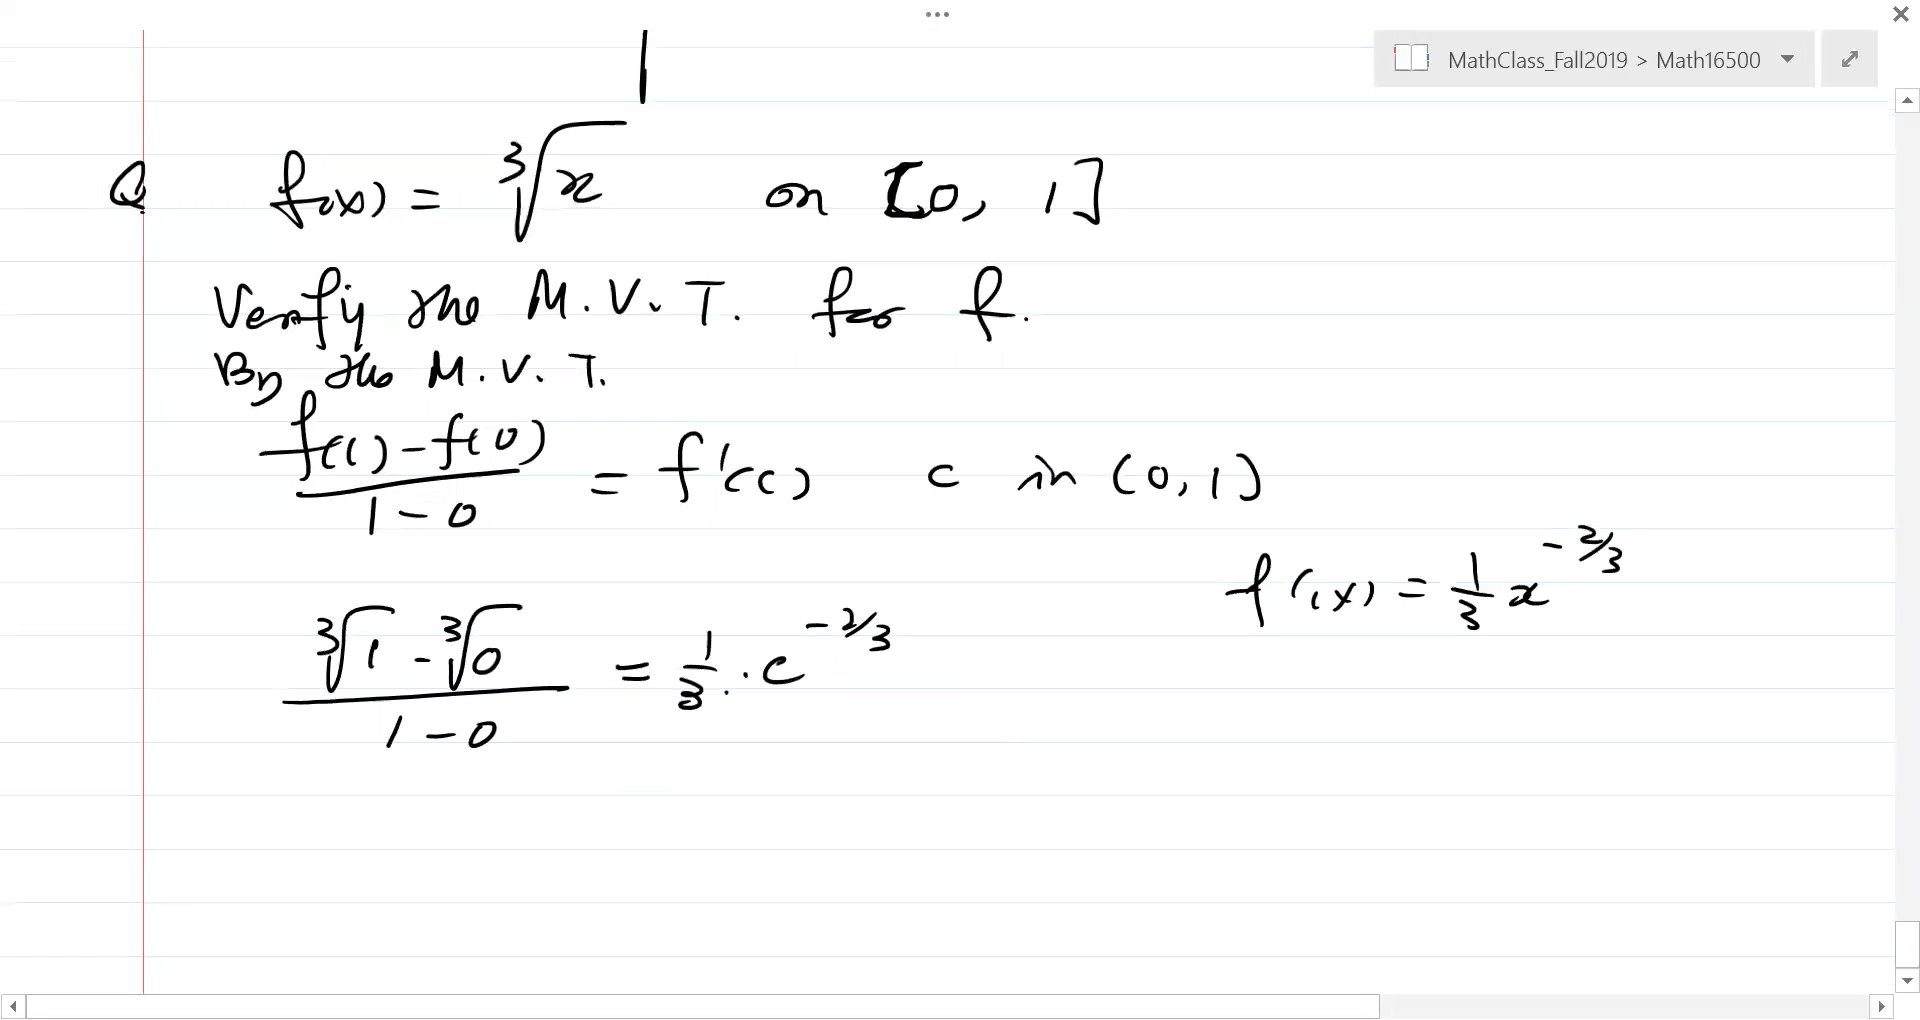 MathClass_Fall2019 > Math16500
Q f(x) = ∛x on [0, 1]
Verify the M.V.T. for f.
By the M.V.T.
(f(1) - f(0))/(1 - 0) = f'(c) c in (0, 1)
f'(x) = 1/3 x^(-2/3)
(∛1 - ∛0)/(1 - 0) = 1/3 · c^(-2/3)